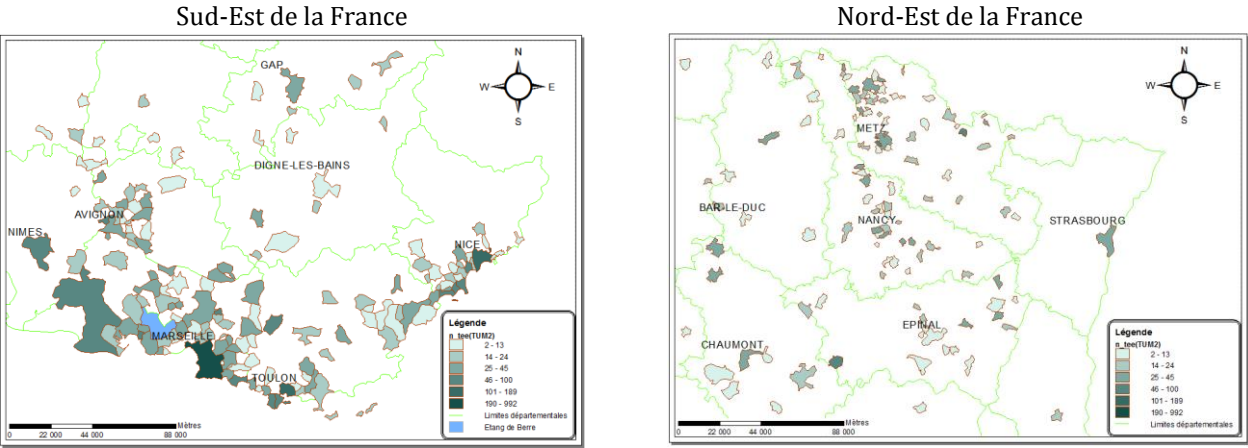 Sud-Est de la France
GAP
N
W
E
S
DIGNE-LES-BAINS
AVIGNON
NIMES
NICE
MARSEILLE
TOULON
Légende
n_tee(TUM2)
2 - 13
14 - 24
25 - 45
46 - 100
101 - 189
190 - 992
Limites départementales
Etang de Berre
Mètres
0 22 000 44 000 88 000
Nord-Est de la France
N
W
E
S
METZ
BAR-LE-DUC
NANCY
STRASBOURG
EPINAL
CHAUMONT
Légende
n_tee(TUM2)
2 - 13
14 - 24
25 - 45
46 - 100
101 - 189
190 - 992
Limites départementales
Mètres
0 22 000 44 000 88 000